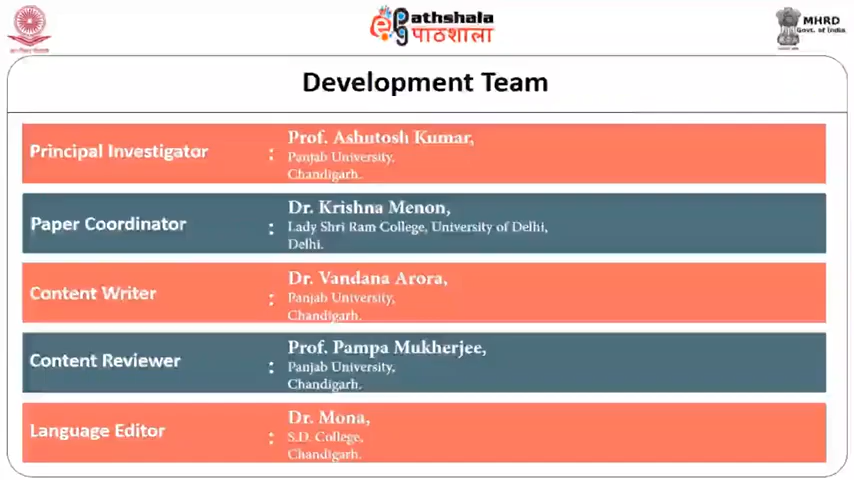 Pathshala
पाठशाला
MHRD
Govt. of India
Development Team
Principal Investigator
:
Prof. Ashutosh Kumar,
Panjab University,
Chandigarh.
Paper Coordinator
:
Dr. Krishna Menon,
Lady Shri Ram College, University of Delhi,
Delhi.
Content Writer
:
Dr. Vandana Arora,
Panjab University,
Chandigarh.
Content Reviewer
:
Prof. Pampa Mukherjee,
Panjab University,
Chandigarh.
Language Editor
:
Dr. Mona,
S.D. College,
Chandigarh.